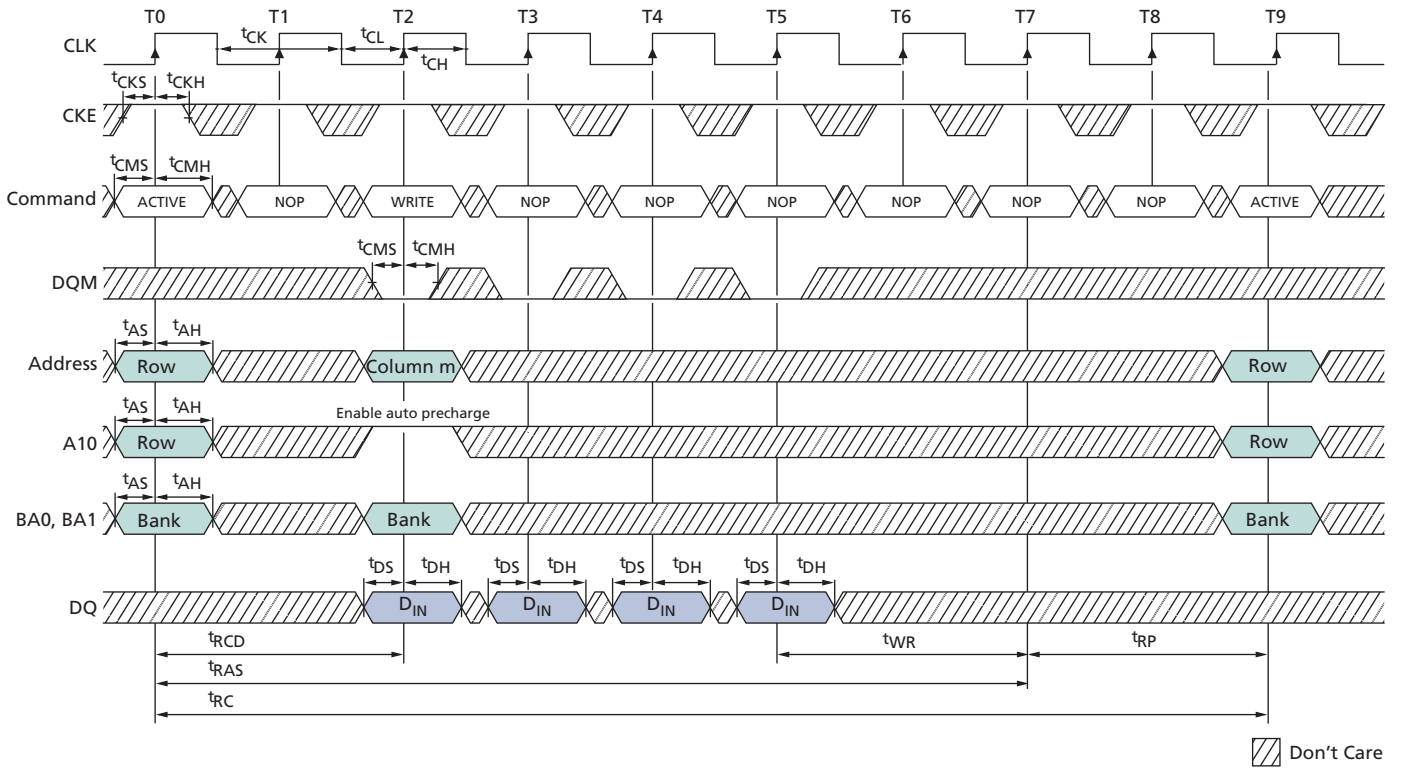 T0 T1 T2 T3 T4 T5 T6 T7 T8 T9
CLK tCK tCL tCH
tCKS tCKH
CKE
tCMS tCMH
Command ACTIVE NOP WRITE NOP NOP NOP NOP NOP NOP ACTIVE
tCMS tCMH
DQM
tAS tAH
Address Row Column m Row
tAS tAH Enable auto precharge
A10 Row Row
tAS tAH
BA0, BA1 Bank Bank Bank
tDS tDH tDS tDH tDS tDH tDS tDH
DQ DIN DIN DIN DIN
tRCD tWR tRP
tRAS
tRC
Don't Care